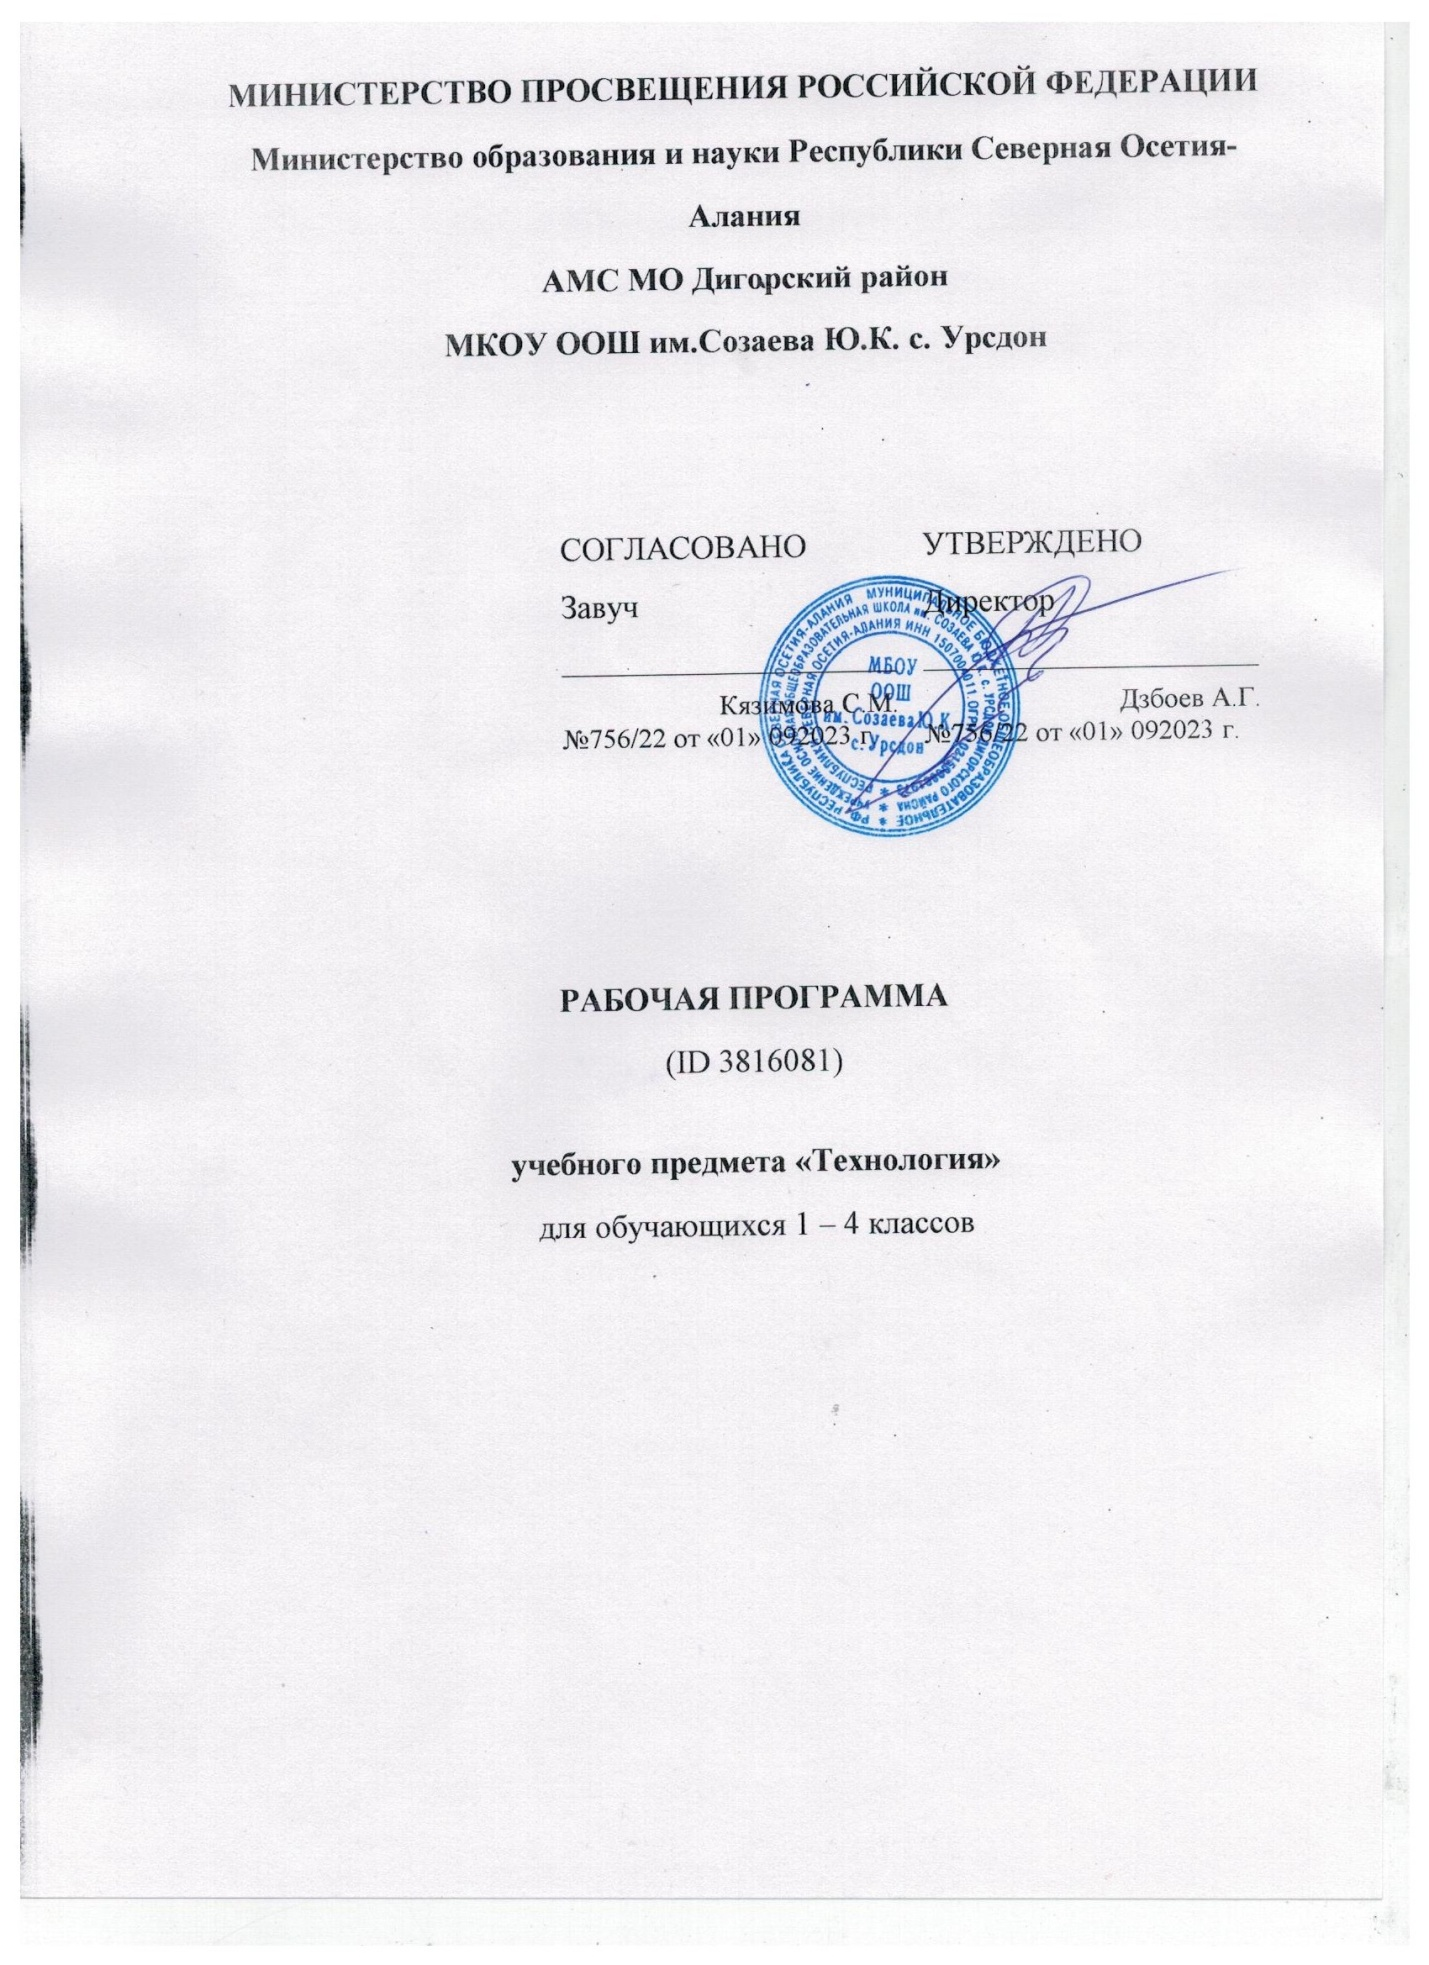 МИНИСТЕРСТВО ПРОСВЕЩЕНИЯ РОССИЙСКОЙ ФЕДЕРАЦИИ
Министерство образования и науки Республики Северная Осетия-
Алания
АМС МО Дигорский район
МКОУ ООШ им.Созаева Ю.К. с. Урсдон
СОГЛАСОВАНО
Завуч
Кязимова С.М.
№756/22 от «01» 092023 г.
УТВЕРЖДЕНО
Директор
Дзбоев А.Г.
№756/22 от «01» 092023 г.
МБОУ
ООШ
им. Созаева Ю.К.
с. Урсдон
РАБОЧАЯ ПРОГРАММА
(ID 3816081)
учебного предмета «Технология»
для обучающихся 1 – 4 классов